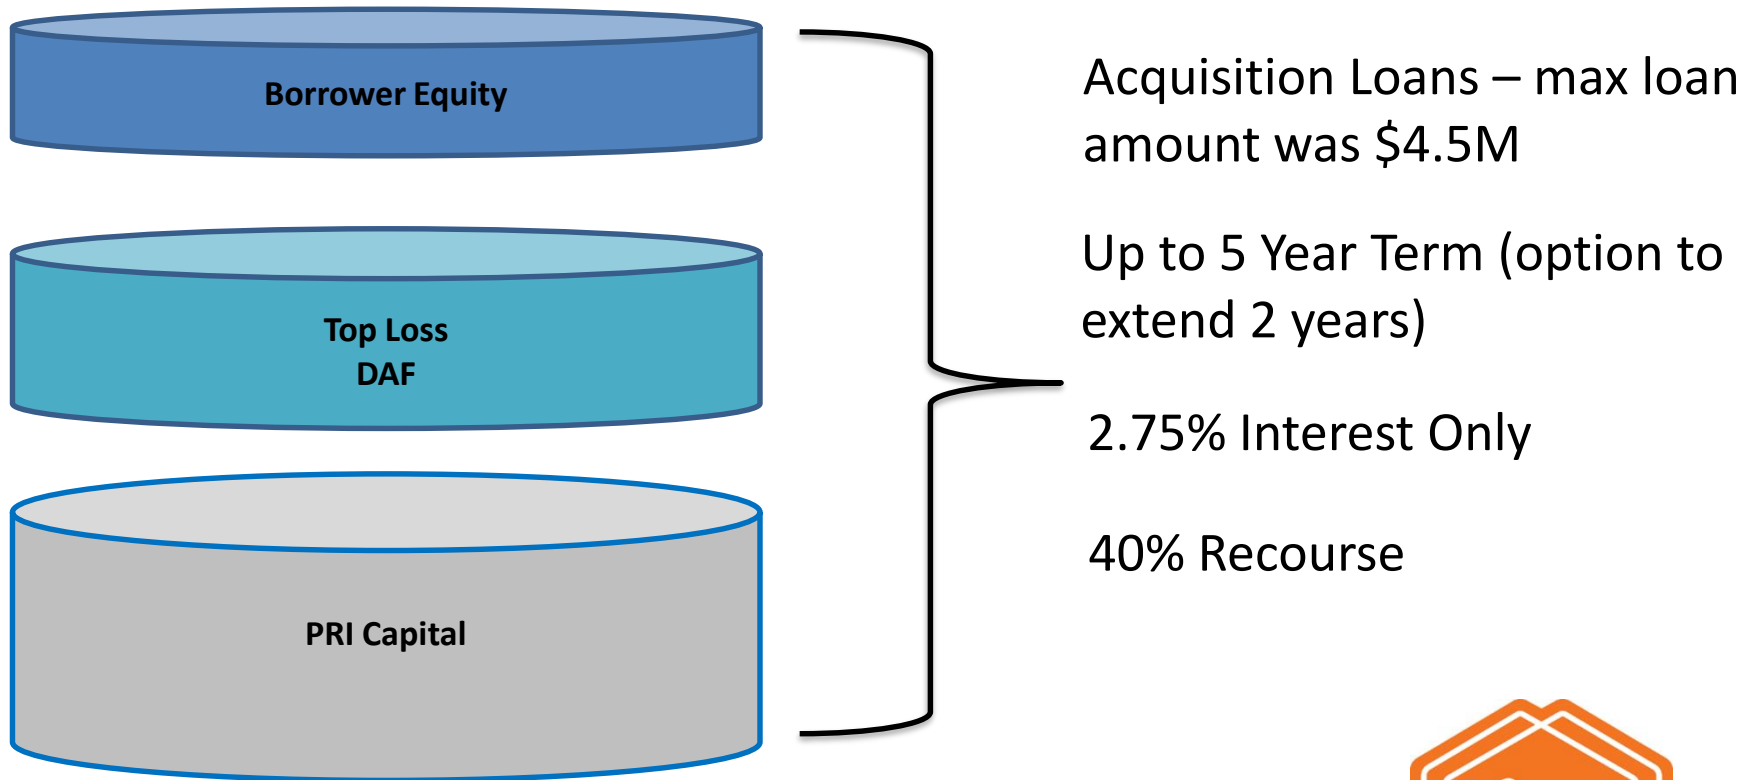 Borrower Equity
Top Loss
DAF
PRI Capital
Acquisition Loans – max loan
amount was $4.5M
Up to 5 Year Term (option to
extend 2 years)
2.75% Interest Only
40% Recourse